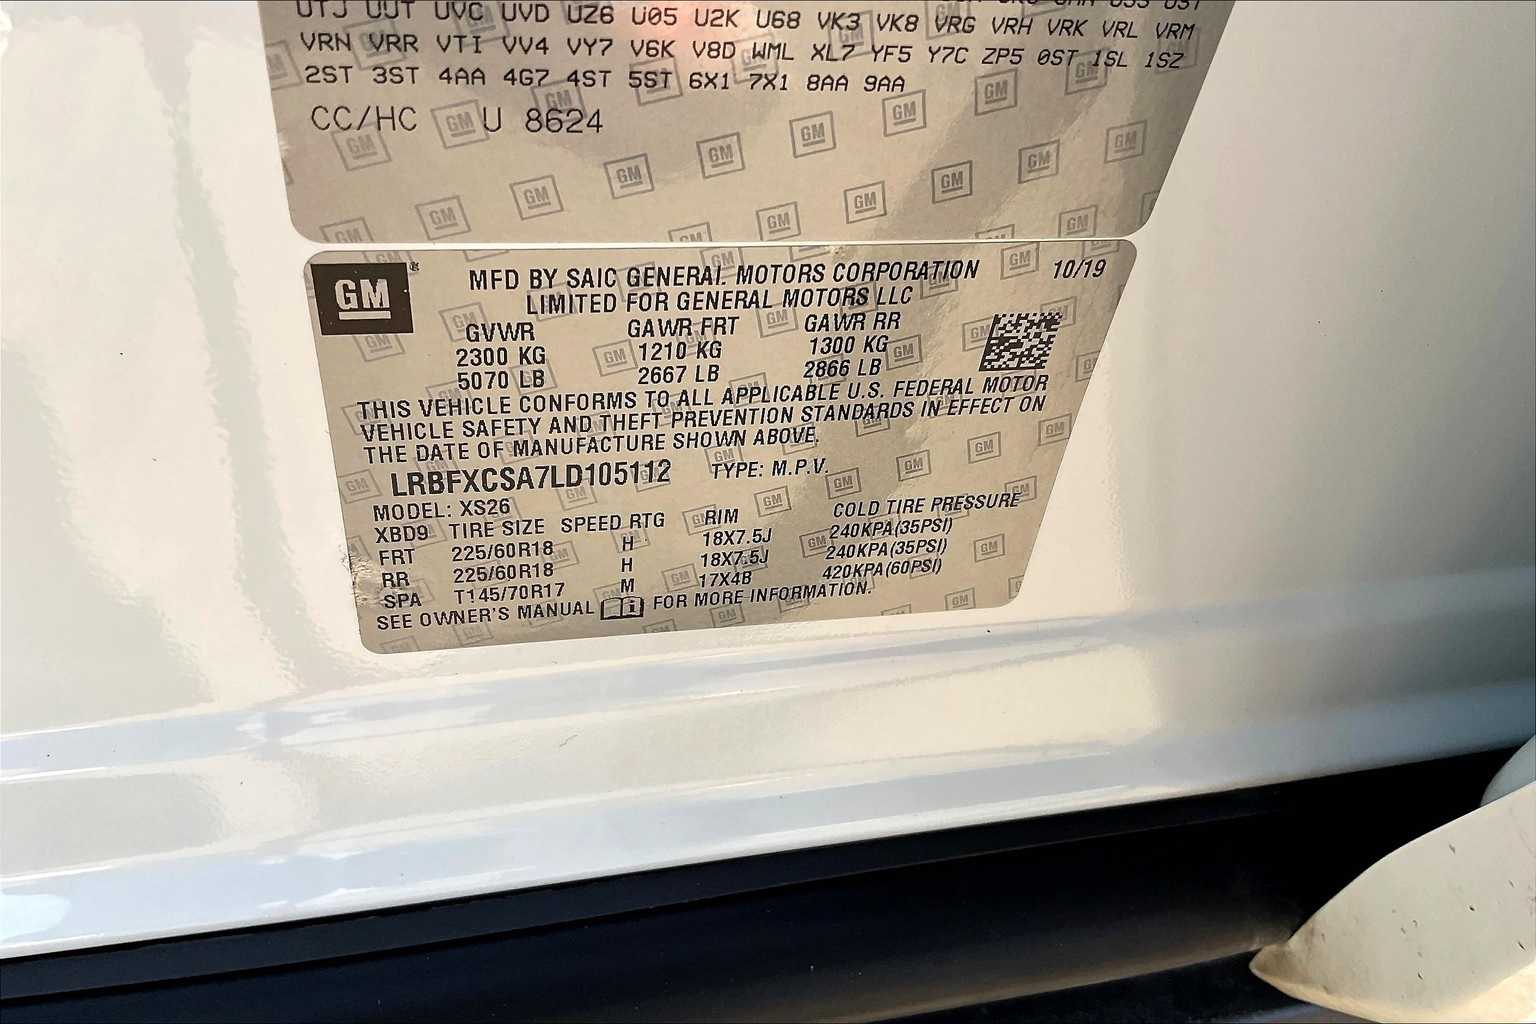 UTJ UUT UVC UVD UZ6 U05 U2K U68 VK3 VK8 VRG VRH VRK VRL VRM
VRN VRR VTI VV4 VY7 V6K V8D WML XL7 YF5 Y7C ZP5 0ST 1SL 1SZ
2ST 3ST 4AA 4G7 4ST 5ST 6X1 7X1 8AA 9AA
CC/HC U 8624
GM ® MFD BY SAIC GENERAL MOTORS CORPORATION 10/19
LIMITED FOR GENERAL MOTORS LLC
GVWR GAWR FRT GAWR RR
2300 KG 1210 KG 1300 KG
5070 LB 2667 LB 2866 LB
THIS VEHICLE CONFORMS TO ALL APPLICABLE U.S. FEDERAL MOTOR
VEHICLE SAFETY AND THEFT PREVENTION STANDARDS IN EFFECT ON
THE DATE OF MANUFACTURE SHOWN ABOVE.
LRBFXCSA7LD105112 TYPE: M.P.V.
MODEL: XS26
XBD9 TIRE SIZE SPEED RTG RIM COLD TIRE PRESSURE
FRT 225/60R18 H 18X7.5J 240KPA(35PSI)
RR 225/60R18 H 18X7.5J 240KPA(35PSI)
SPA T145/70R17 M 17X4B 420KPA(60PSI)
SEE OWNER'S MANUAL FOR MORE INFORMATION.